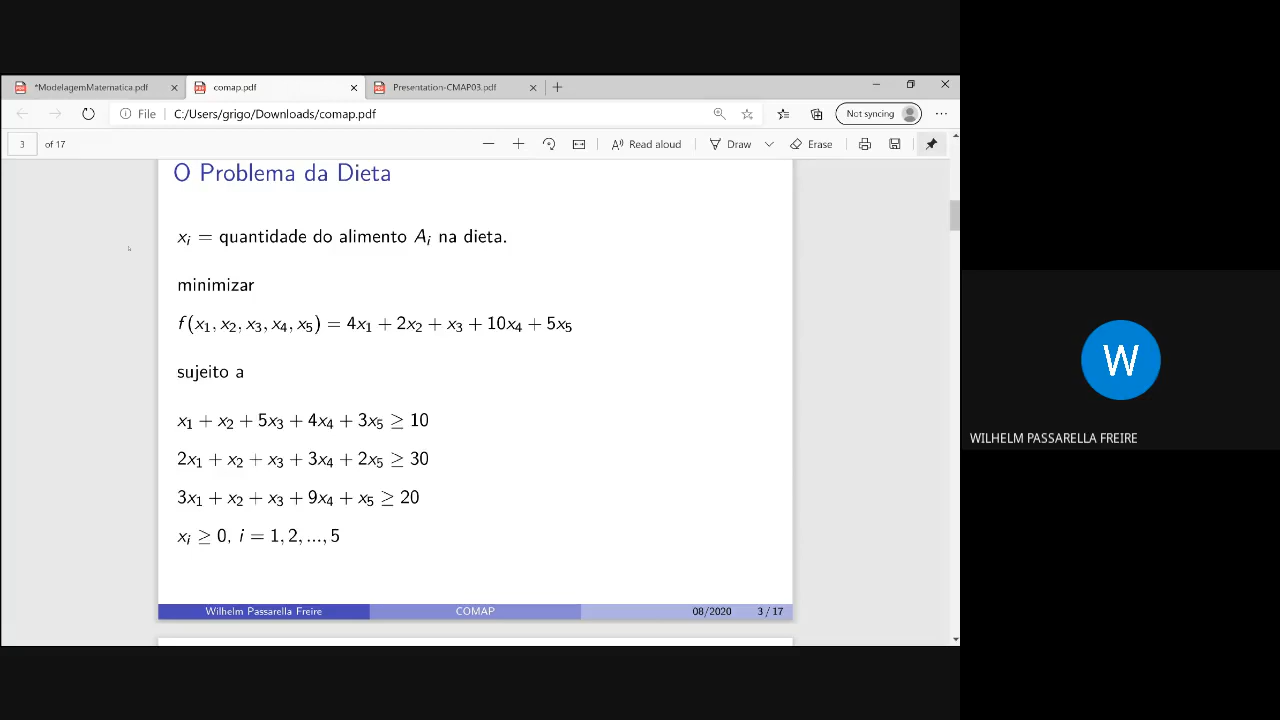 *ModelagemMatematica.pdf
comap.pdf
Presentation-CMAP03.pdf
File C:/Users/grigo/Downloads/comap.pdf
Not syncing
3 of 17
Read aloud
Draw
Erase
O Problema da Dieta
xᵢ = quantidade do alimento Aᵢ na dieta.
minimizar
f(x₁, x₂, x₃, x₄, x₅) = 4x₁ + 2x₂ + x₃ + 10x₄ + 5x₅
sujeito a
x₁ + x₂ + 5x₃ + 4x₄ + 3x₅ ≥ 10
2x₁ + x₂ + x₃ + 3x₄ + 2x₅ ≥ 30
3x₁ + x₂ + x₃ + 9x₄ + x₅ ≥ 20
xᵢ ≥ 0, i = 1, 2, ..., 5
Wilhelm Passarella Freire COMAP 08/2020 3 / 17
W
WILHELM PASSARELLA FREIRE